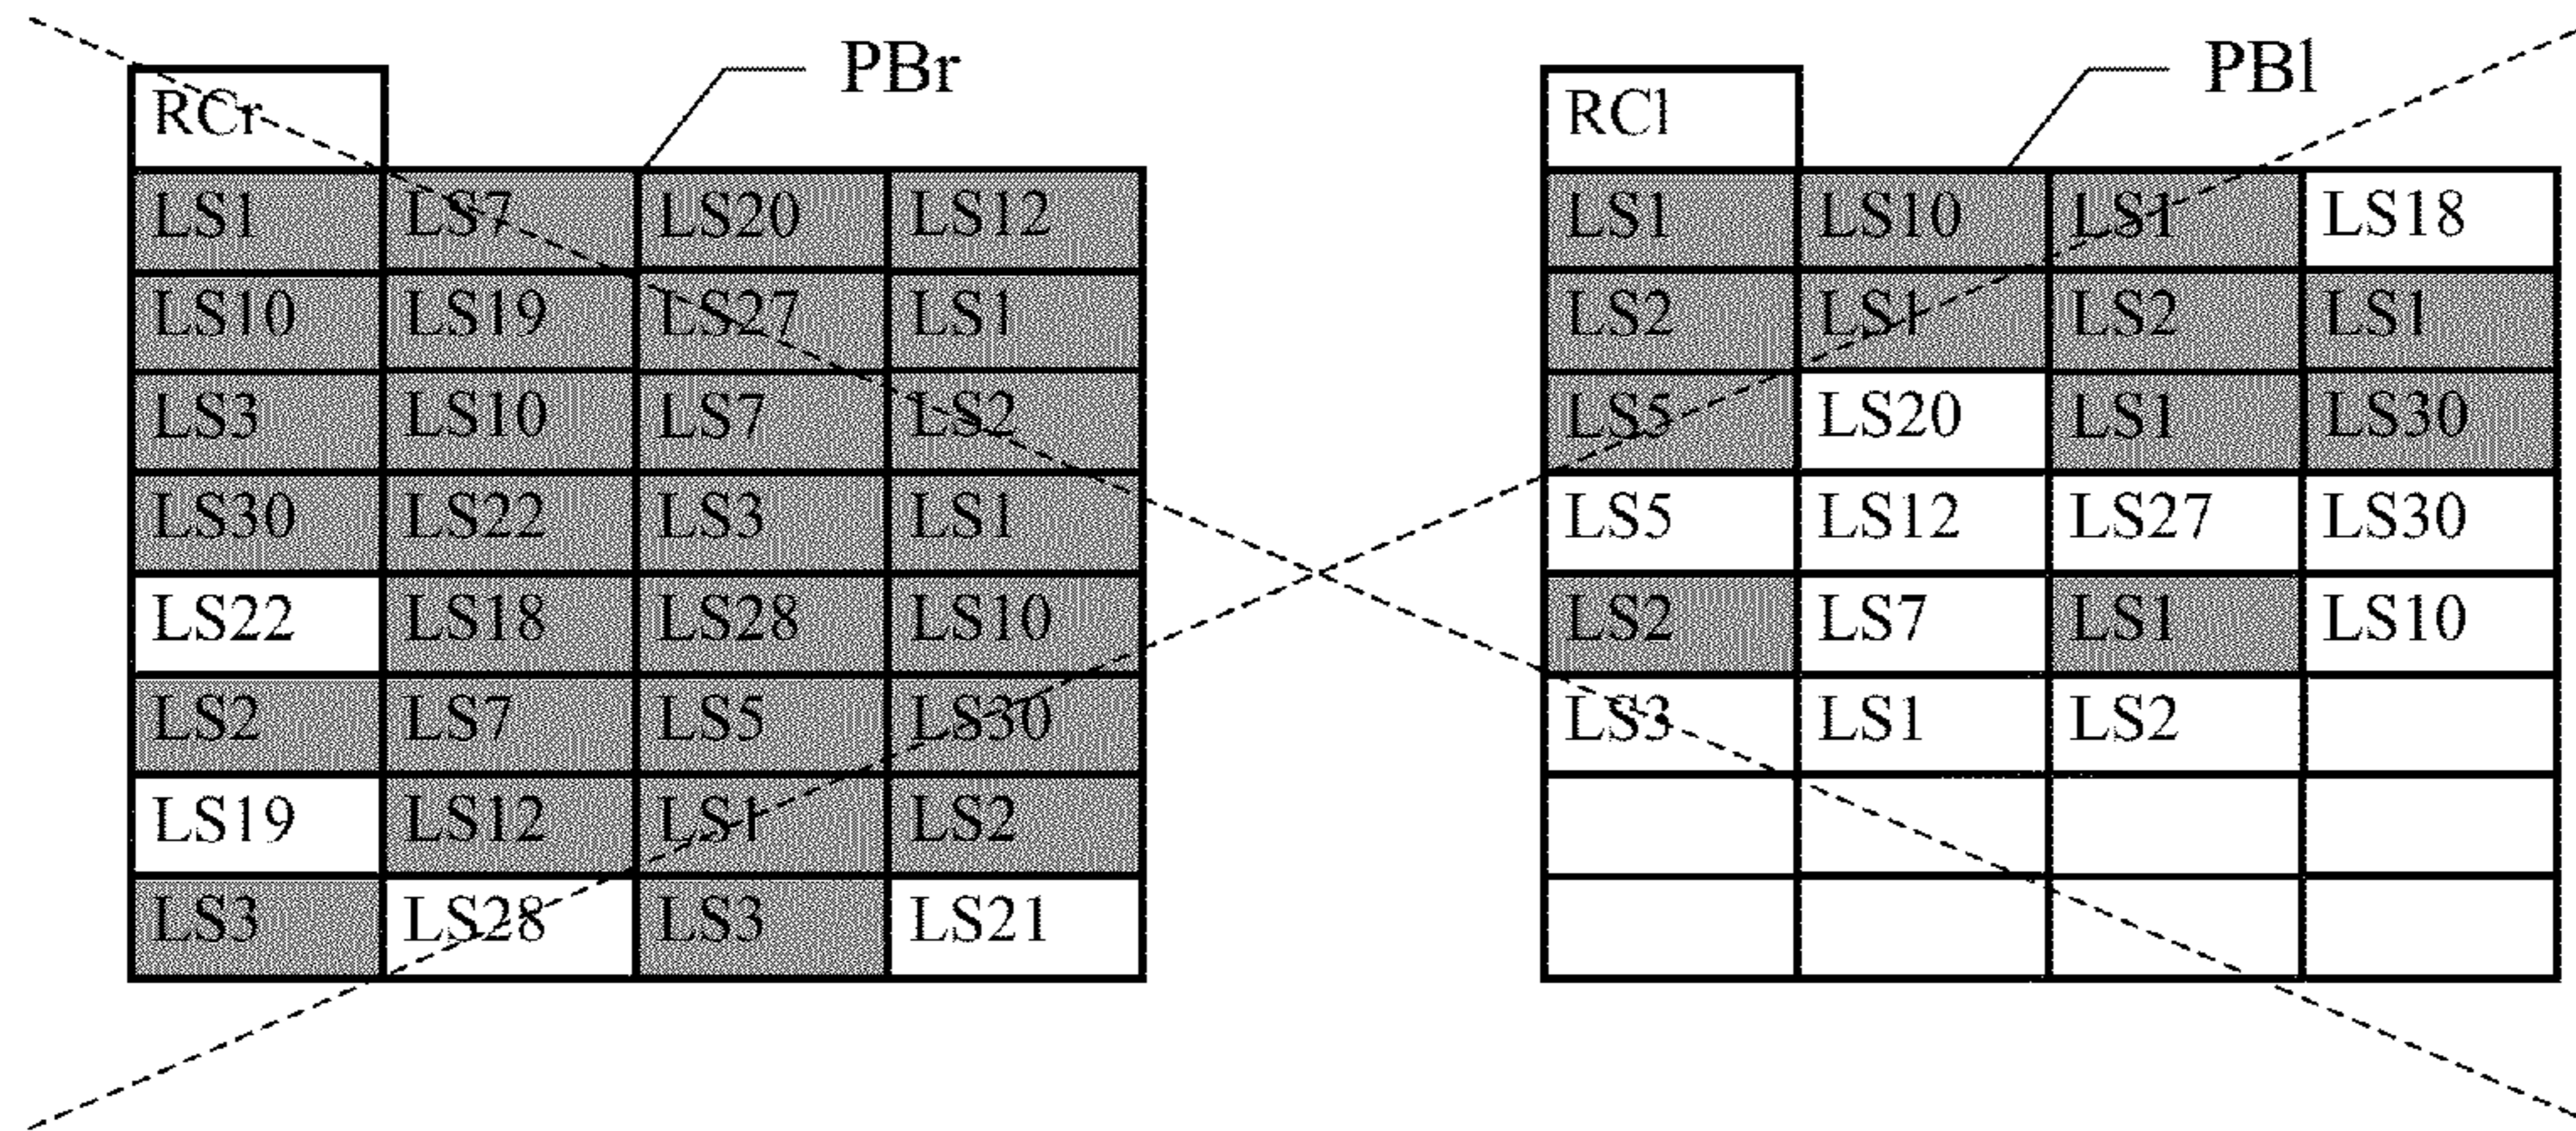 PBr
RCr
LS1 LS7 LS20 LS12
LS10 LS19 LS27 LS1
LS3 LS10 LS7 LS2
LS30 LS22 LS3 LS1
LS22 LS18 LS28 LS10
LS2 LS7 LS5 LS30
LS19 LS12 LS1 LS2
LS3 LS28 LS3 LS21
PBl
RCl
LS1 LS10 LS1 LS18
LS2 LS1 LS2 LS1
LS5 LS20 LS1 LS30
LS5 LS12 LS27 LS30
LS2 LS7 LS1 LS10
LS3 LS1 LS2